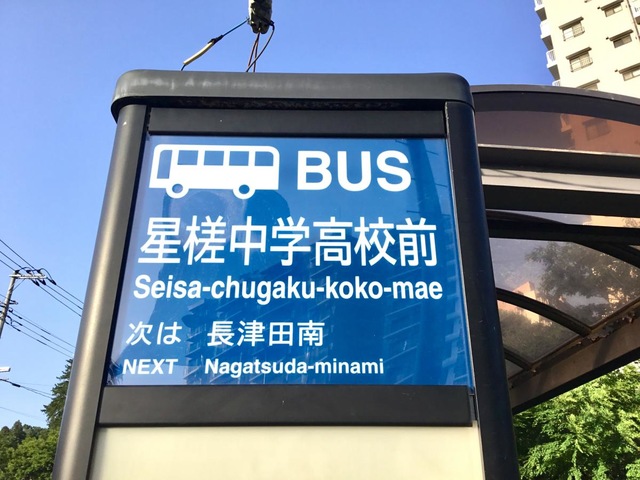 BUS
星槎中学高校前
Seisa-chugaku-koko-mae
次は 長津田南
NEXT Nagatsuda-minami